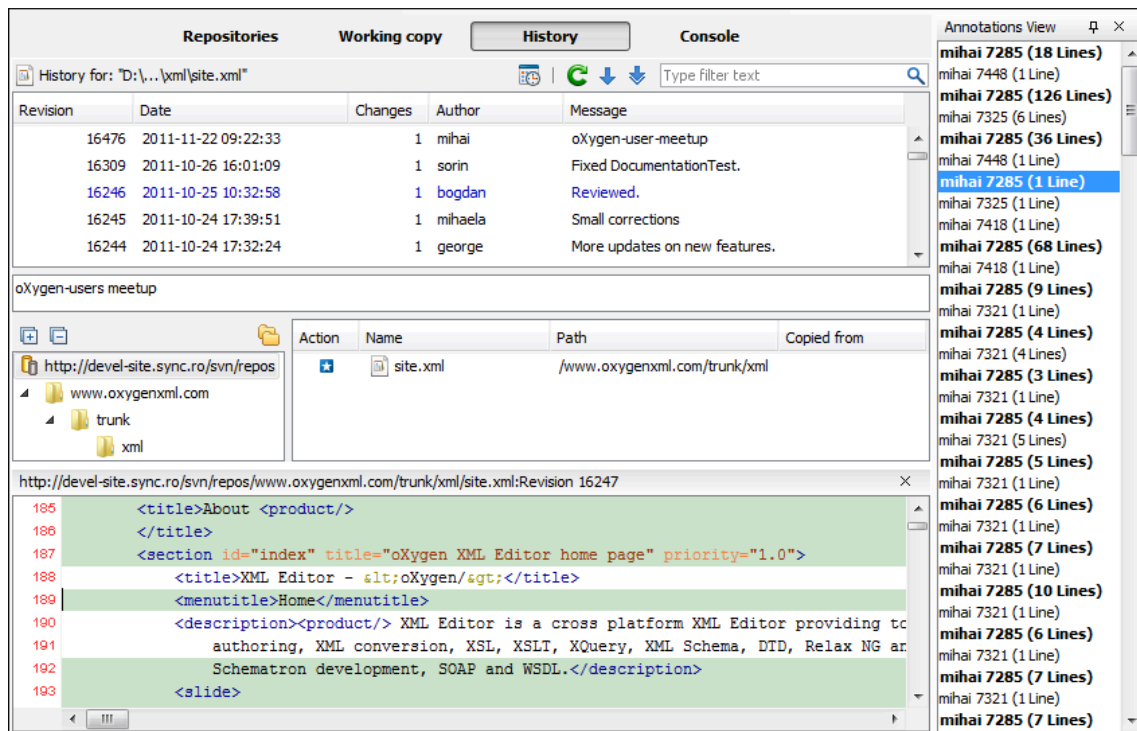 Repositories Working copy History Console
History for: "D:\...\xml\site.xml" Type filter text
Revision Date Changes Author Message
16476 2011-11-22 09:22:33 1 mihai oXygen-user-meetup
16309 2011-10-26 16:01:09 1 sorin Fixed DocumentationTest.
16246 2011-10-25 10:32:58 1 bogdan Reviewed.
16245 2011-10-24 17:39:51 1 mihaela Small corrections
16244 2011-10-24 17:32:24 1 george More updates on new features.
oXygen-users meetup
http://devel-site.sync.ro/svn/repos
www.oxygenxml.com
trunk
xml
Action Name Path Copied from
site.xml /www.oxygenxml.com/trunk/xml
http://devel-site.sync.ro/svn/repos/www.oxygenxml.com/trunk/xml/site.xml:Revision 16247
185 <title>About <product/>
186 </title>
187 <section id="index" title="oXygen XML Editor home page" priority="1.0">
188 <title>XML Editor - &lt;oXygen/&gt;</title>
189 <menutitle>Home</menutitle>
190 <description><product/> XML Editor is a cross platform XML Editor providing to
191 authoring, XML conversion, XSL, XSLT, XQuery, XML Schema, DTD, Relax NG an
192 Schematron development, SOAP and WSDL.</description>
193 <slide>
Annotations View
mihai 7285 (18 Lines)
mihai 7448 (1 Line)
mihai 7285 (126 Lines)
mihai 7325 (6 Lines)
mihai 7285 (36 Lines)
mihai 7448 (1 Line)
mihai 7285 (1 Line)
mihai 7325 (1 Line)
mihai 7418 (1 Line)
mihai 7285 (68 Lines)
mihai 7418 (1 Line)
mihai 7285 (9 Lines)
mihai 7321 (1 Line)
mihai 7285 (4 Lines)
mihai 7321 (4 Lines)
mihai 7285 (3 Lines)
mihai 7321 (1 Line)
mihai 7285 (4 Lines)
mihai 7321 (5 Lines)
mihai 7285 (5 Lines)
mihai 7321 (1 Line)
mihai 7285 (6 Lines)
mihai 7321 (1 Line)
mihai 7285 (7 Lines)
mihai 7321 (1 Line)
mihai 7285 (10 Lines)
mihai 7321 (1 Line)
mihai 7285 (6 Lines)
mihai 7321 (1 Line)
mihai 7285 (7 Lines)
mihai 7321 (1 Line)
mihai 7285 (7 Lines)